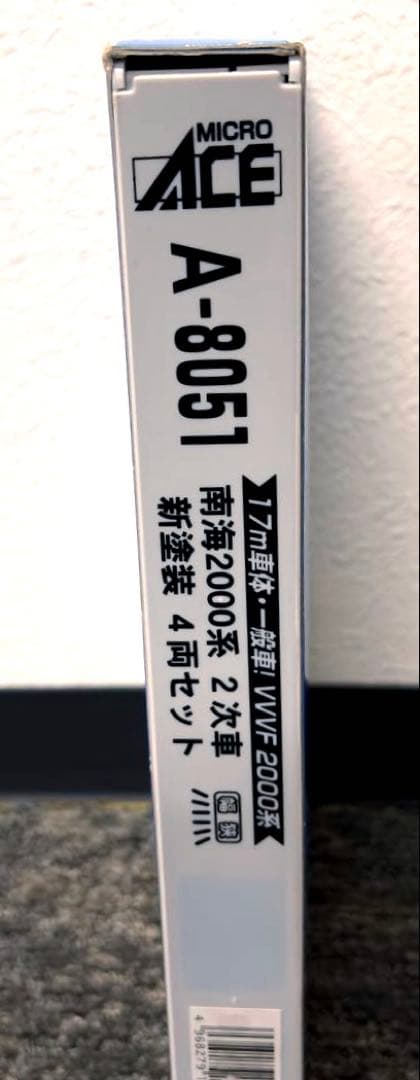 MICRO
ACE
A-8051
17m車体・一般車! VVVF 2000系
南海2000系 2次車
新塗装 4両セット